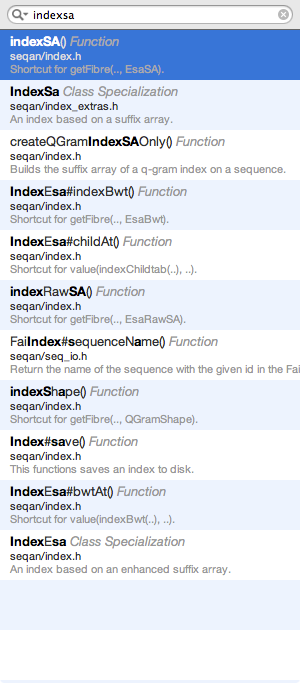 indexsa
indexSA() Function
seqan/index.h
Shortcut for getFibre(.., EsaSA).
IndexSa Class Specialization
seqan/index_extras.h
An index based on a suffix array.
createQGramIndexSAOnly() Function
seqan/index.h
Builds the suffix array of a q-gram index on a sequence.
IndexEsa#indexBwt() Function
seqan/index.h
Shortcut for getFibre(.., EsaBwt).
IndexEsa#childAt() Function
seqan/index.h
Shortcut for value(indexChildtab(..), ..).
indexRawSA() Function
seqan/index.h
Shortcut for getFibre(.., EsaRawSA).
FaiIndex#sequenceName() Function
seqan/seq_io.h
Return the name of the sequence with the given id in the Fai
indexShape() Function
seqan/index.h
Shortcut for getFibre(.., QGramShape).
Index#save() Function
seqan/index.h
This functions saves an index to disk.
IndexEsa#bwtAt() Function
seqan/index.h
Shortcut for value(indexBwt(..), ..).
IndexEsa Class Specialization
seqan/index.h
An index based on an enhanced suffix array.